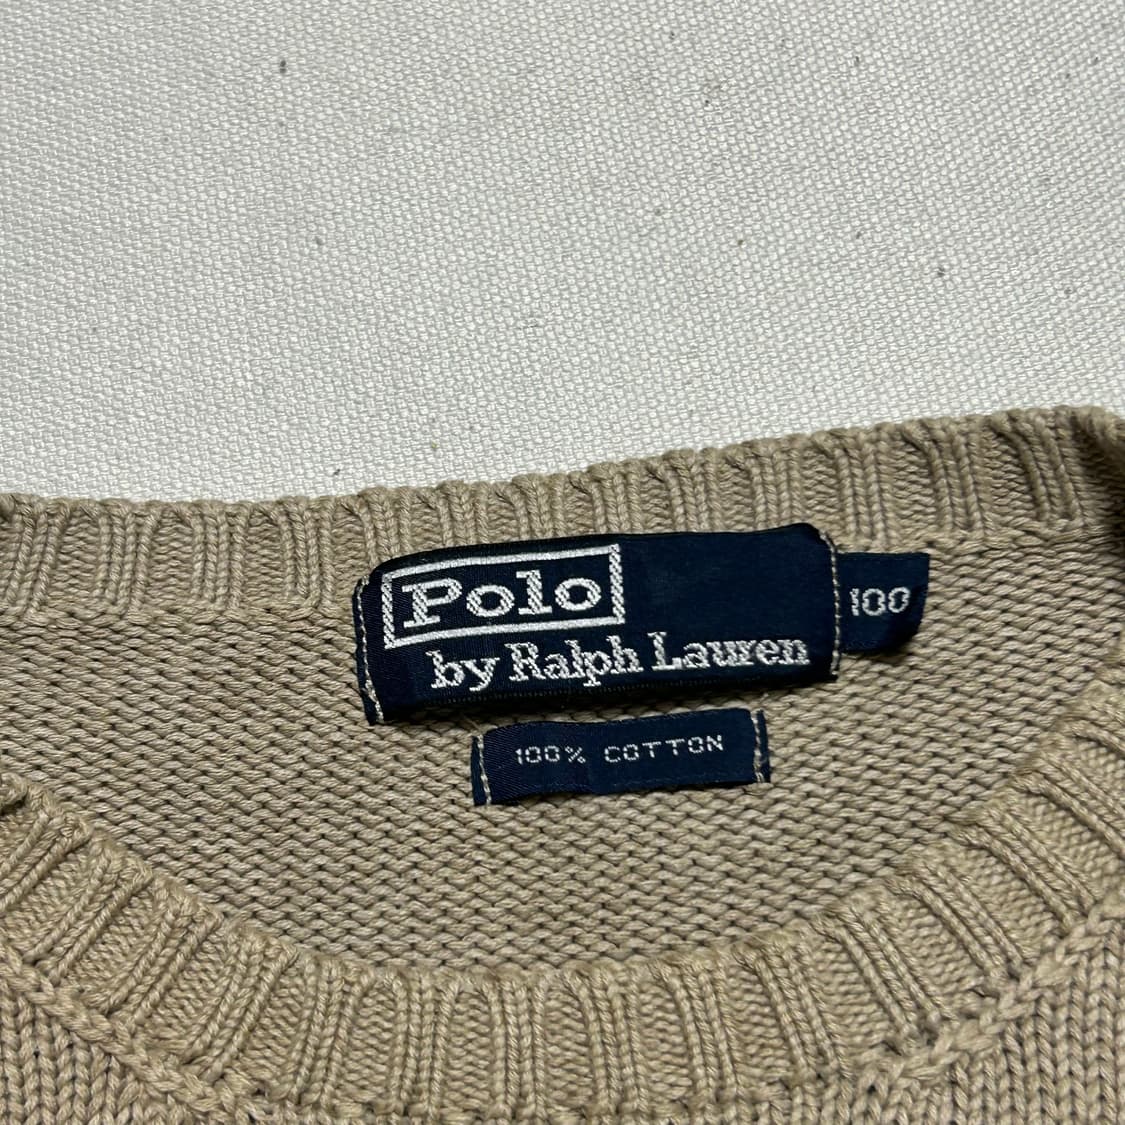 Polo
by Ralph Lauren
100
100% COTTON